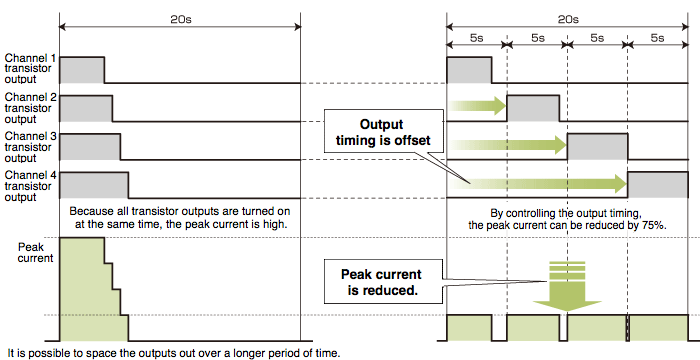 20s
20s
5s 5s 5s 5s
Channel 1
transistor
output
Channel 2
transistor
output
Channel 3
transistor
output
Channel 4
transistor
output
Output
timing is offset
Because all transistor outputs are turned on
at the same time, the peak current is high.
By controlling the output timing,
the peak current can be reduced by 75%.
Peak
current
Peak current
is reduced.
It is possible to space the outputs out over a longer period of time.